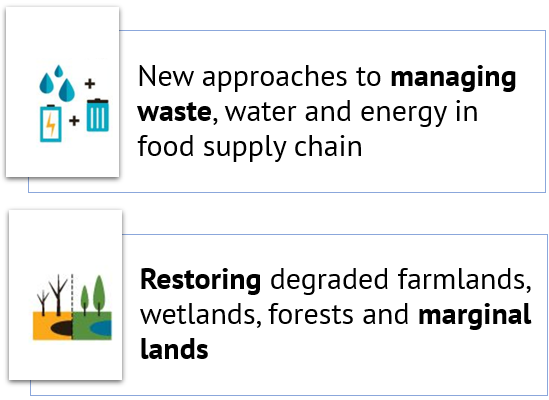 New approaches to managing
waste, water and energy in
food supply chain
Restoring degraded farmlands,
wetlands, forests and marginal
lands